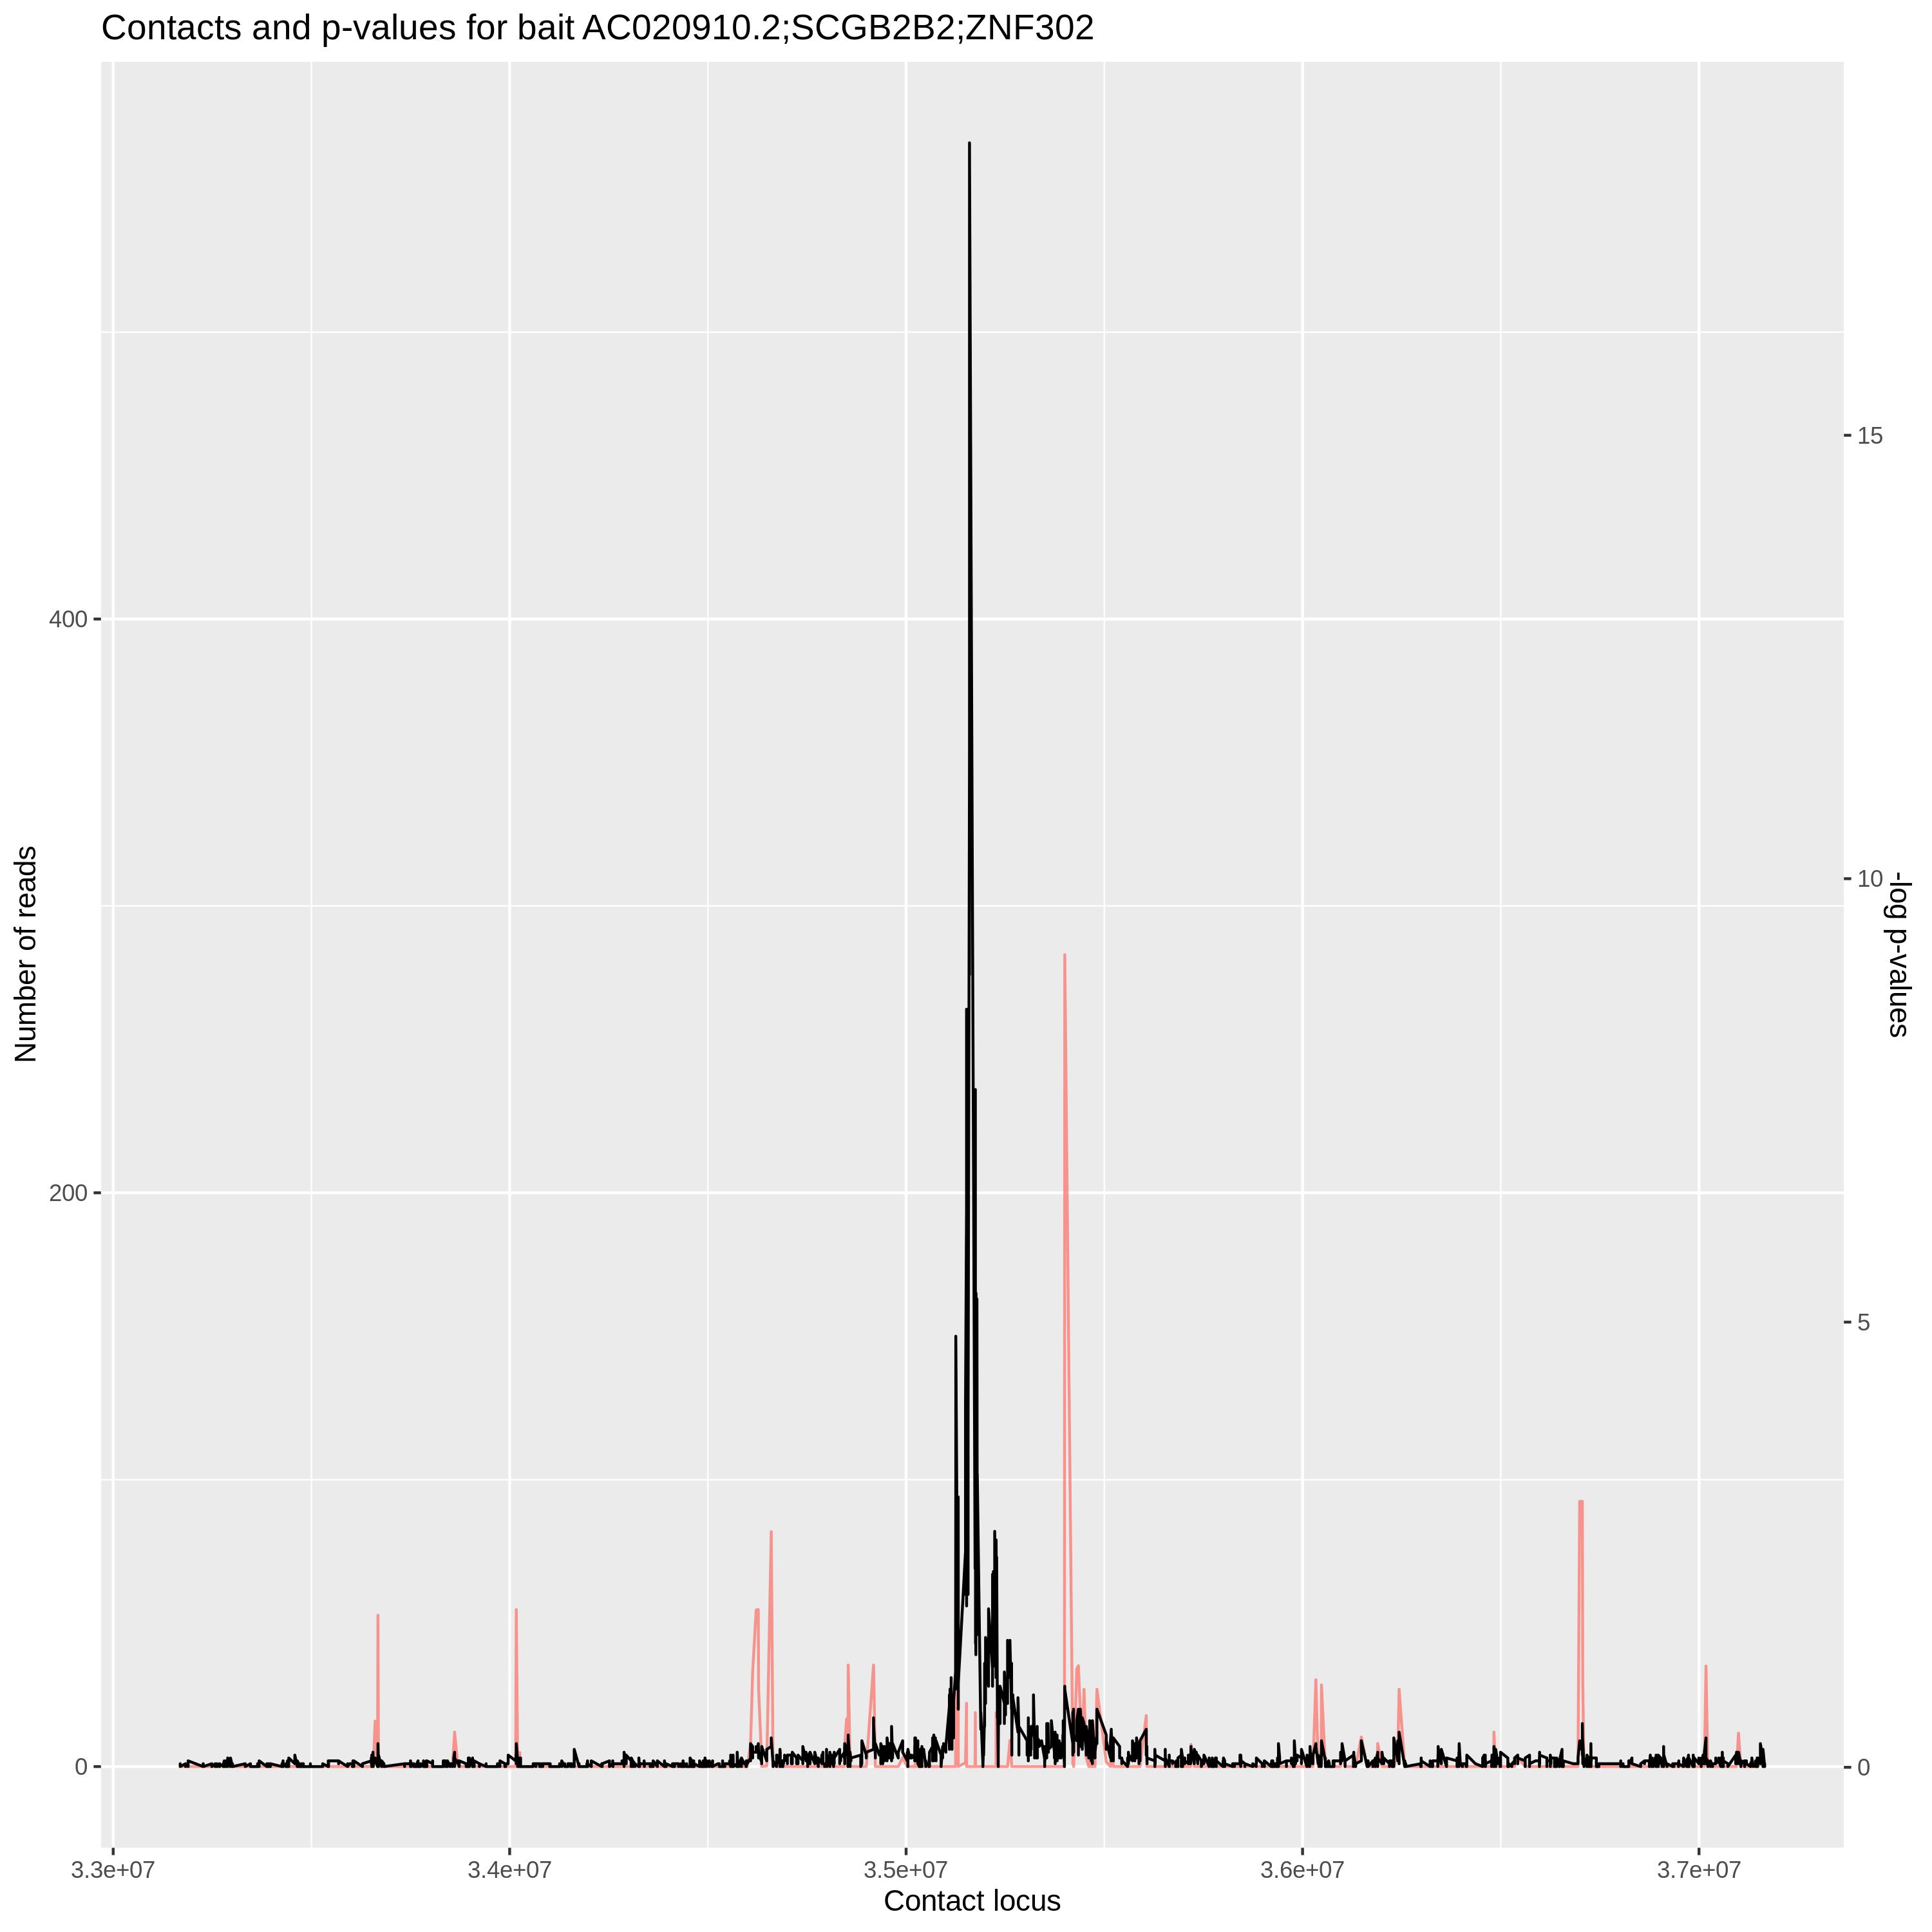 Contacts and p-values for bait AC020910.2;SCGB2B2;ZNF302
Number of reads
400
200
0
15
10
5
0
-log p-values
3.3e+07
3.4e+07
3.5e+07
3.6e+07
3.7e+07
Contact locus